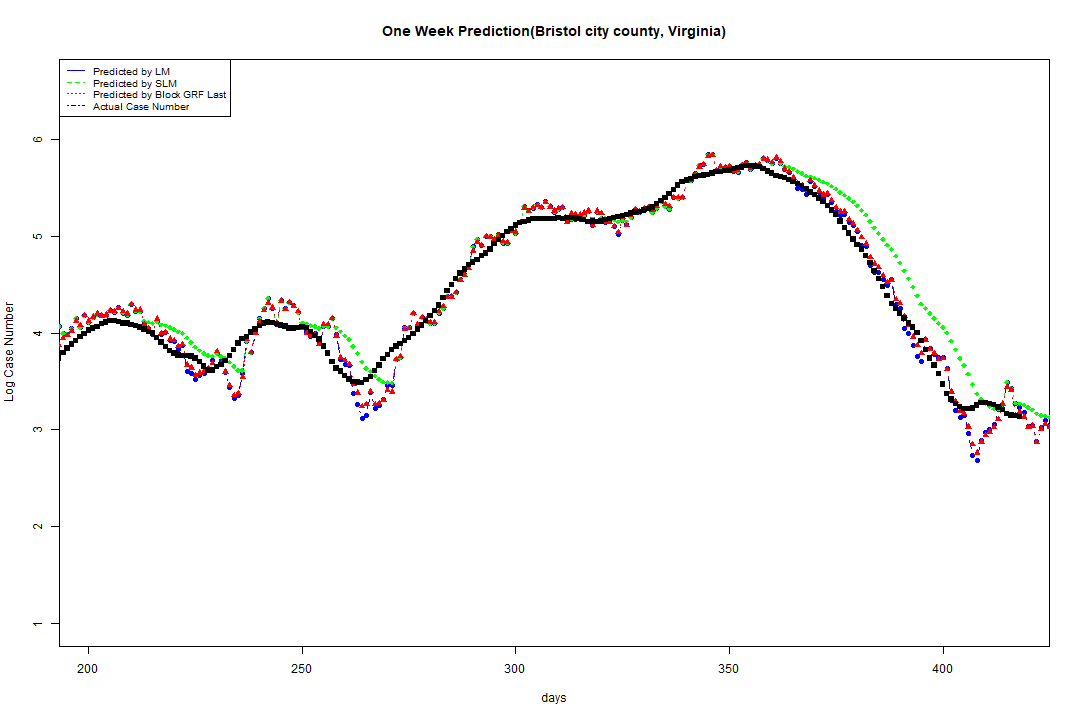 One Week Prediction(Bristol city county, Virginia)
Predicted by LM
Predicted by SLM
Predicted by Block GRF Last
Actual Case Number
6
5
4
3
2
1
Log Case Number
200 250 300 350 400
days